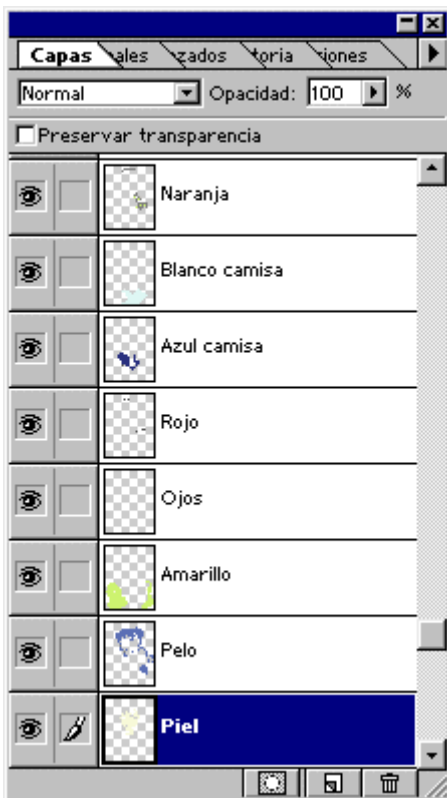 Capas ales zados toria iones
Normal Opacidad: 100 %
Preservar transparencia
Naranja
Blanco camisa
Azul camisa
Rojo
Ojos
Amarillo
Pelo
Piel